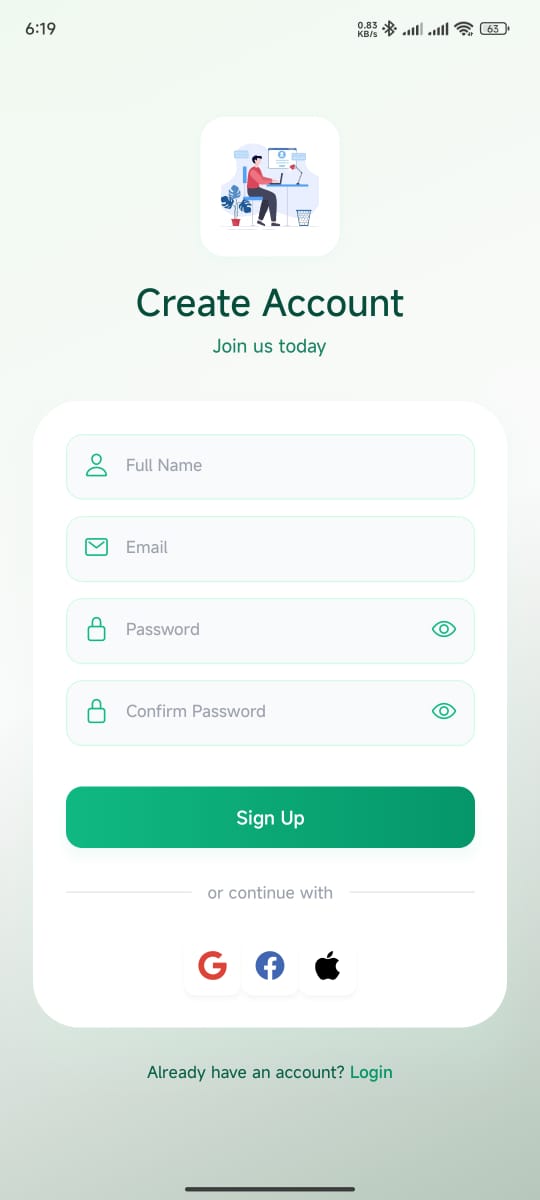 6:19
0.83
KB/s
63
Create Account
Join us today
Full Name
Email
Password
Confirm Password
Sign Up
or continue with
Already have an account? Login